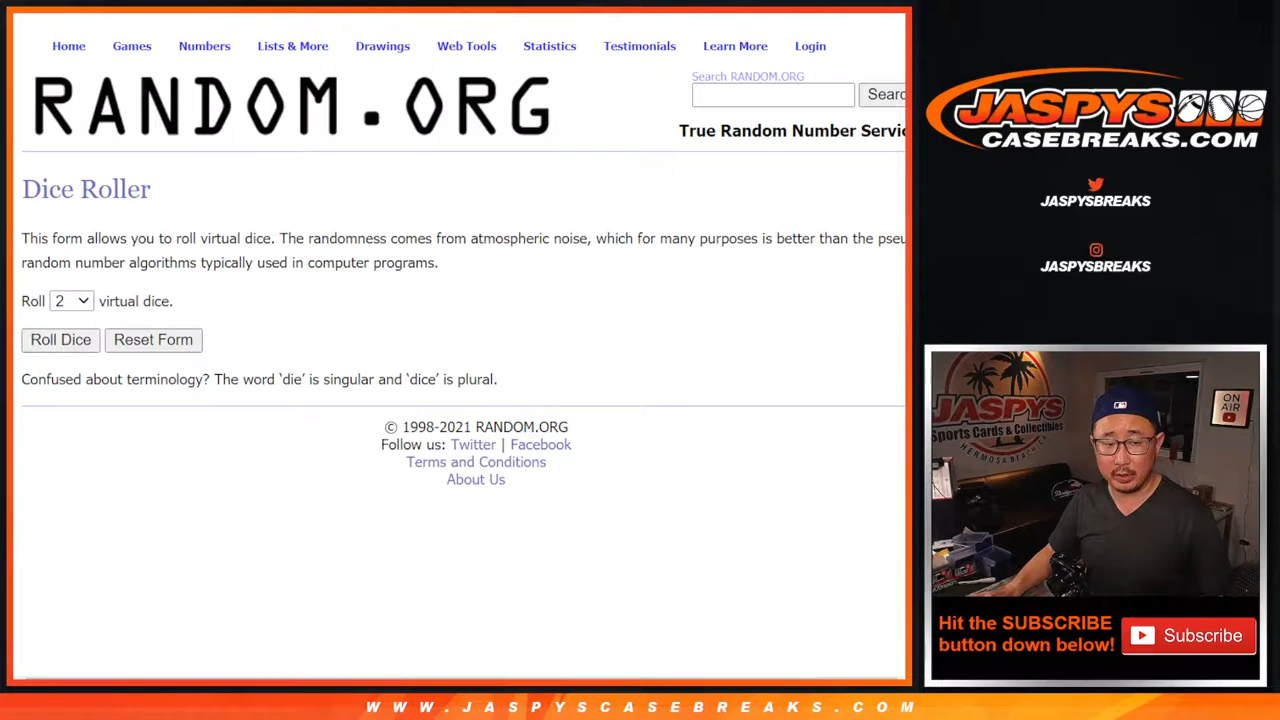 Home Games Numbers Lists & More Drawings Web Tools Statistics Testimonials Learn More Login
RANDOM.ORG
Search RANDOM.ORG
Searc
True Random Number Servic
Dice Roller
This form allows you to roll virtual dice. The randomness comes from atmospheric noise, which for many purposes is better than the pseu
random number algorithms typically used in computer programs.
Roll 2 virtual dice.
Roll Dice Reset Form
Confused about terminology? The word ‘die’ is singular and ‘dice’ is plural.
© 1998-2021 RANDOM.ORG
Follow us: Twitter | Facebook
Terms and Conditions
About Us
JASPYS
CASEBREAKS.COM
JASPYSBREAKS
JASPYSBREAKS
JASPYS
Sports Cards & Collectibles
HERMOSA BEACH, CA
ON
AIR
Dodgers
Hit the SUBSCRIBE
button down below!
Subscribe
WWW.JASPYSCASEBREAKS.COM